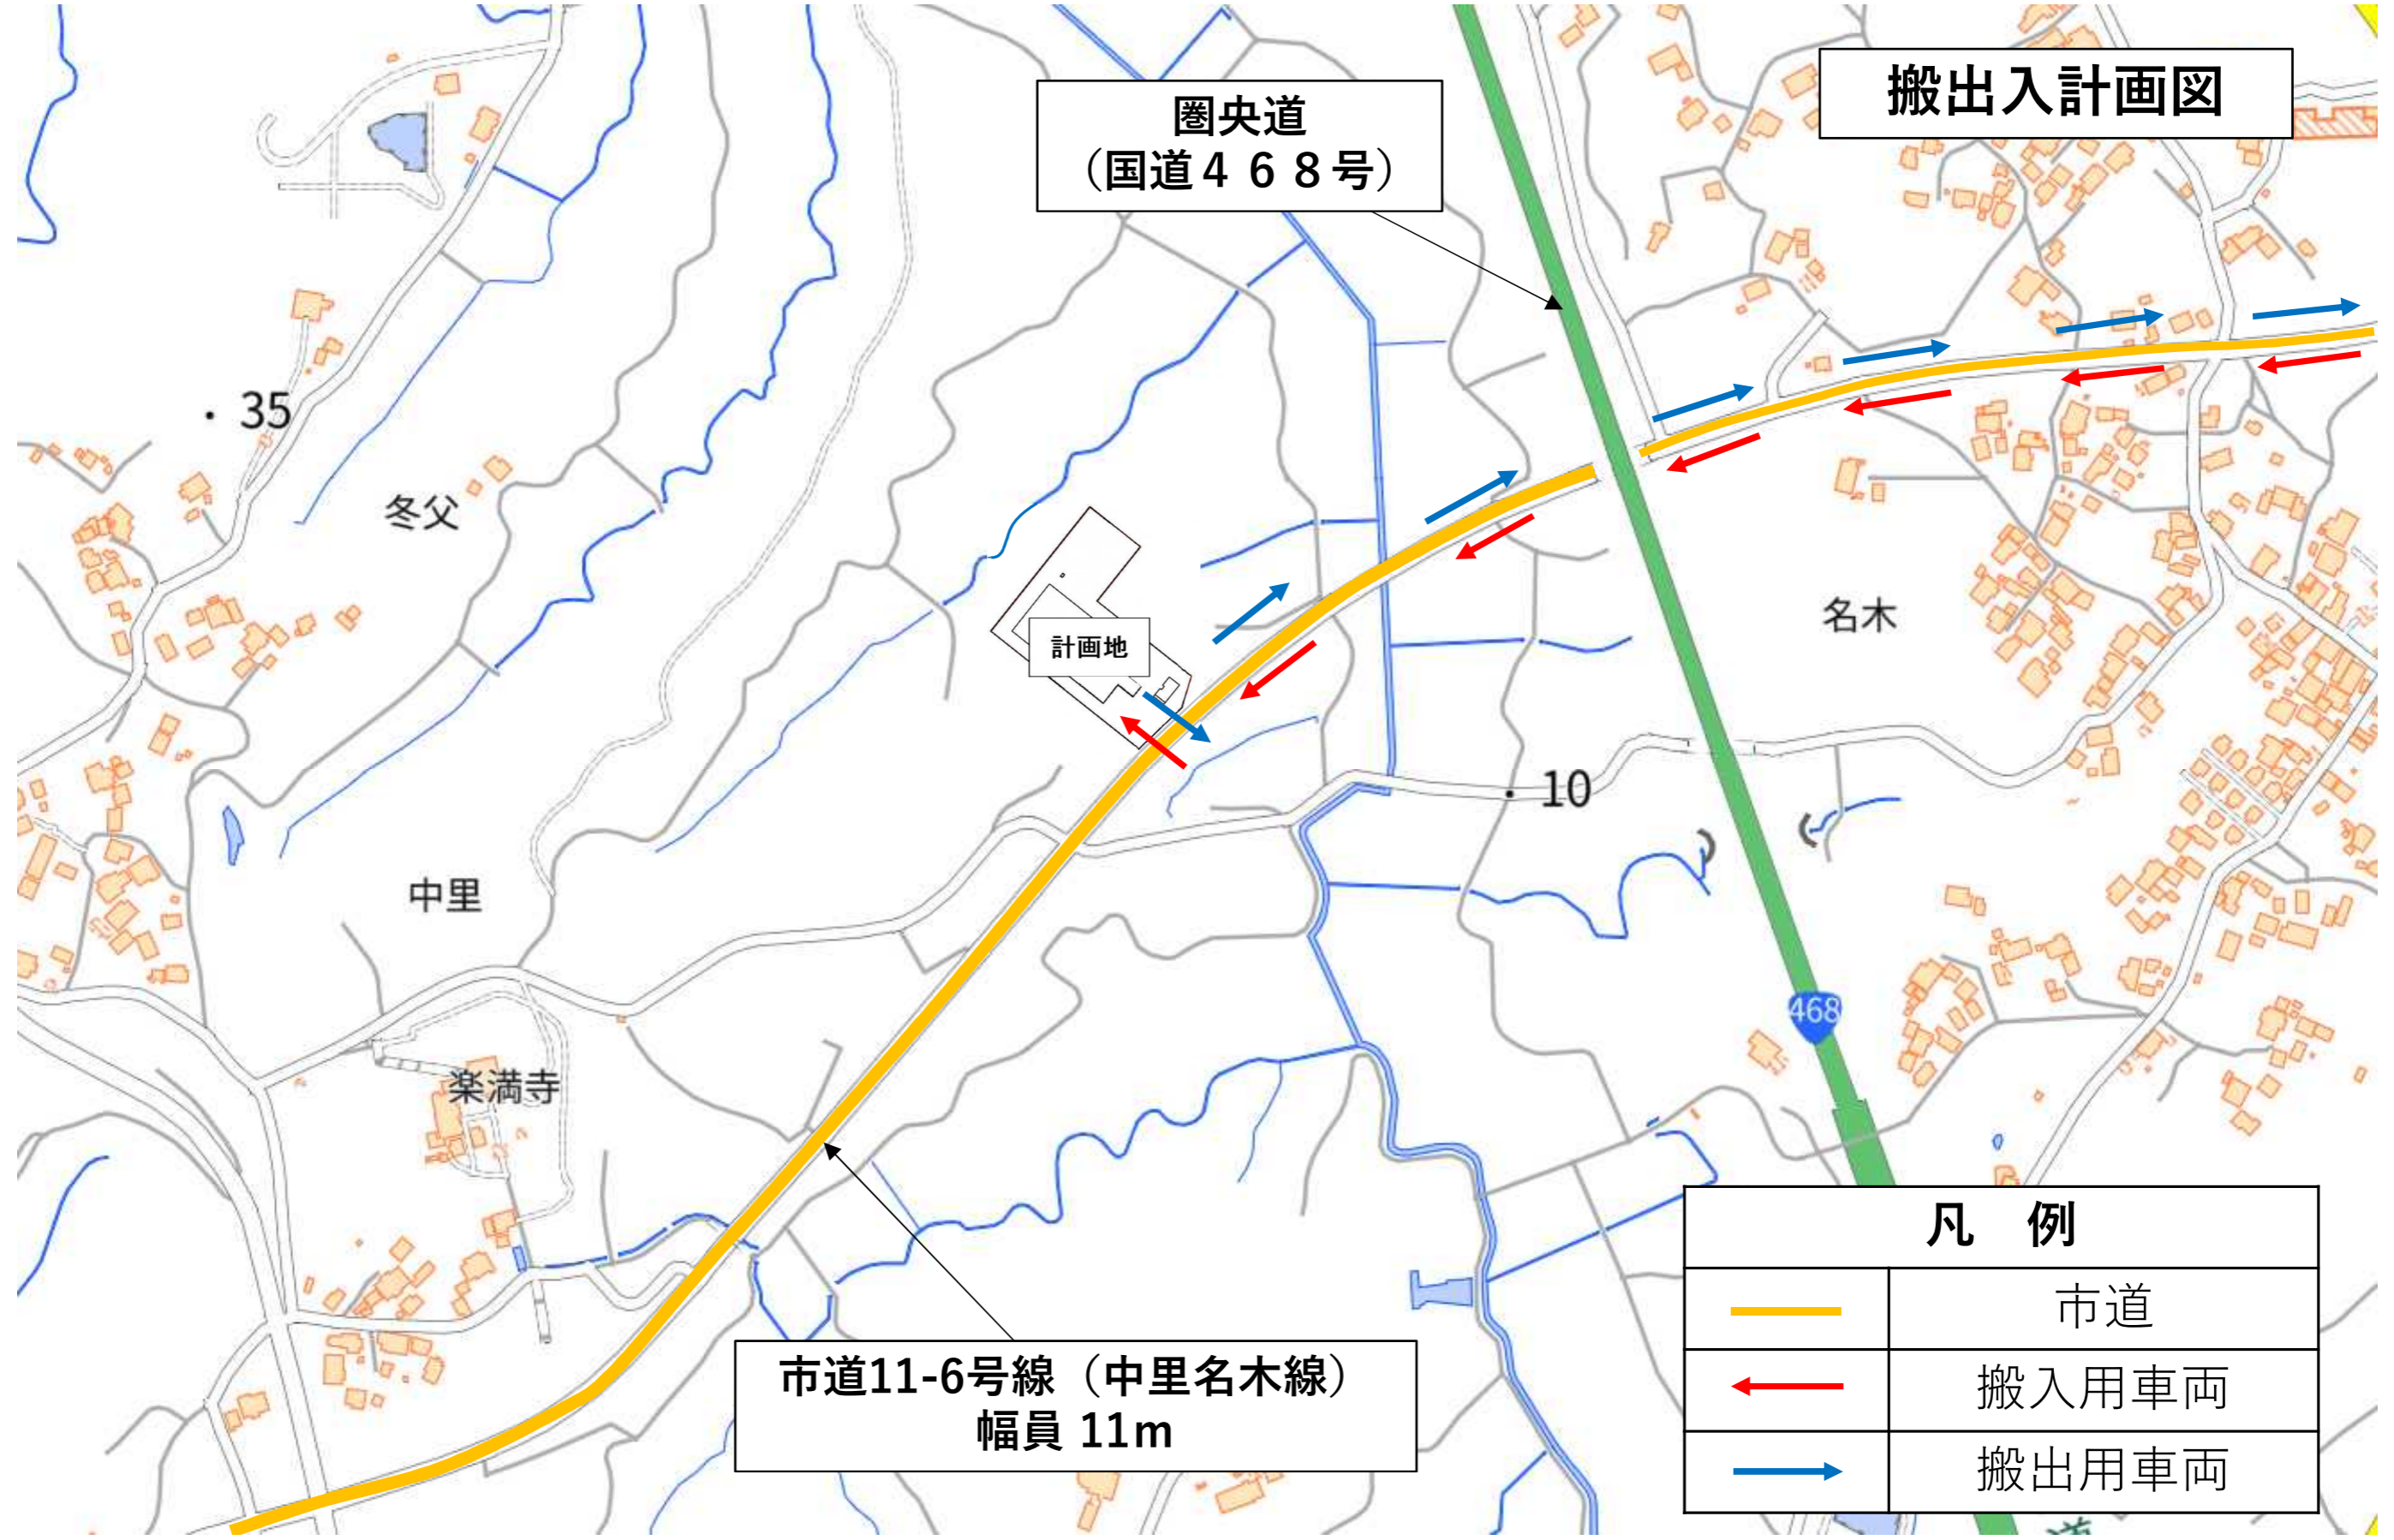 搬出入計画図
圏央道
（国道４６８号）
・35
冬父
計画地
名木
・10
中里
468
楽満寺
市道11-6号線（中里名木線）
幅員 11m
凡　例
市道
搬入用車両
搬出用車両
道